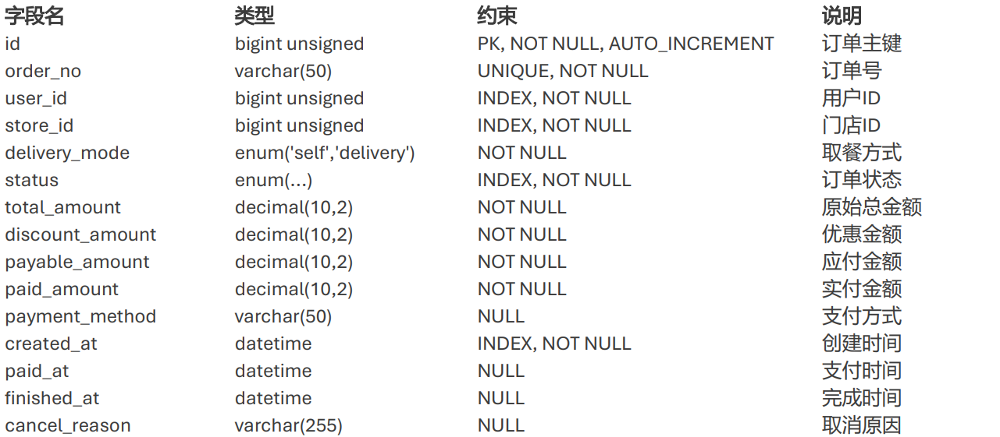 字段名 类型 约束 说明
id bigint unsigned PK, NOT NULL, AUTO_INCREMENT 订单主键
order_no varchar(50) UNIQUE, NOT NULL 订单号
user_id bigint unsigned INDEX, NOT NULL 用户ID
store_id bigint unsigned INDEX, NOT NULL 门店ID
delivery_mode enum('self','delivery') NOT NULL 取餐方式
status enum(...) INDEX, NOT NULL 订单状态
total_amount decimal(10,2) NOT NULL 原始总金额
discount_amount decimal(10,2) NOT NULL 优惠金额
payable_amount decimal(10,2) NOT NULL 应付金额
paid_amount decimal(10,2) NOT NULL 实付金额
payment_method varchar(50) NULL 支付方式
created_at datetime INDEX, NOT NULL 创建时间
paid_at datetime NULL 支付时间
finished_at datetime NULL 完成时间
cancel_reason varchar(255) NULL 取消原因